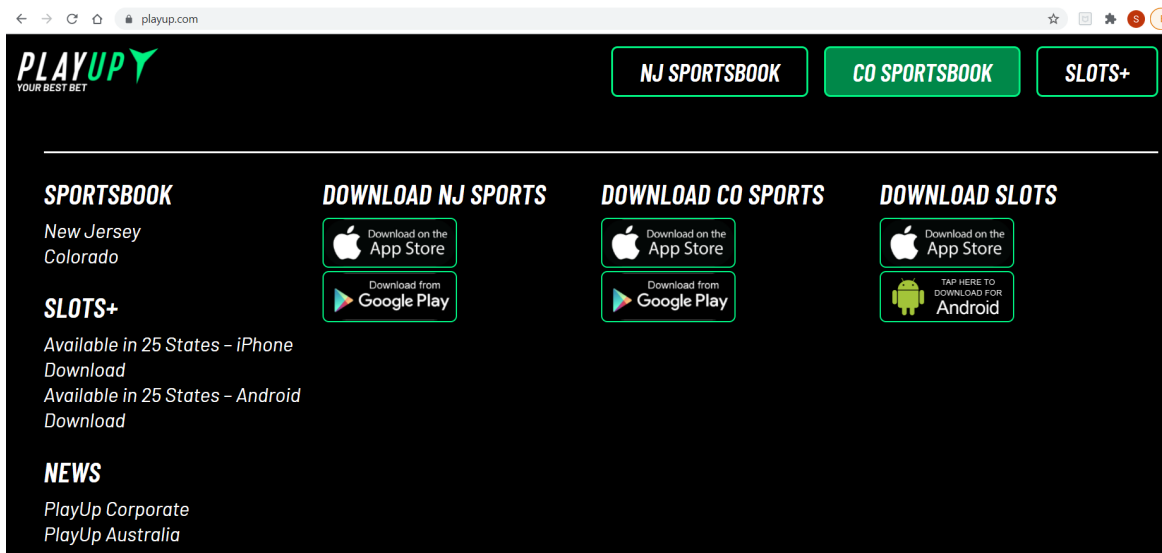 playup.com
S
PLAYUP
YOUR BEST BET
NJ SPORTSBOOK
CO SPORTSBOOK
SLOTS+
SPORTSBOOK
New Jersey
Colorado
SLOTS+
Available in 25 States – iPhone
Download
Available in 25 States – Android
Download
NEWS
PlayUp Corporate
PlayUp Australia
DOWNLOAD NJ SPORTS
Download on the
App Store
Download from
Google Play
DOWNLOAD CO SPORTS
Download on the
App Store
Download from
Google Play
DOWNLOAD SLOTS
Download on the
App Store
TAP HERE TO
DOWNLOAD FOR
Android